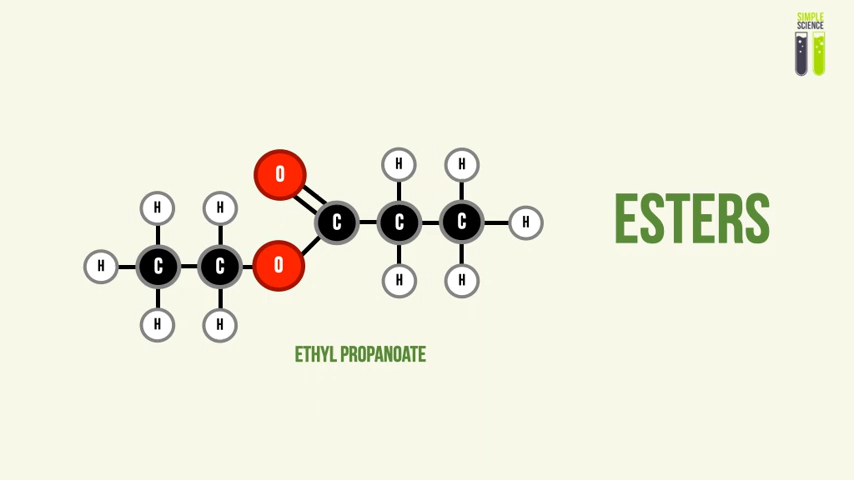 SIMPLE
SCIENCE
H H
O
H H
C C C H
ESTERS
H C C O
H H
H H
ETHYL PROPANOATE